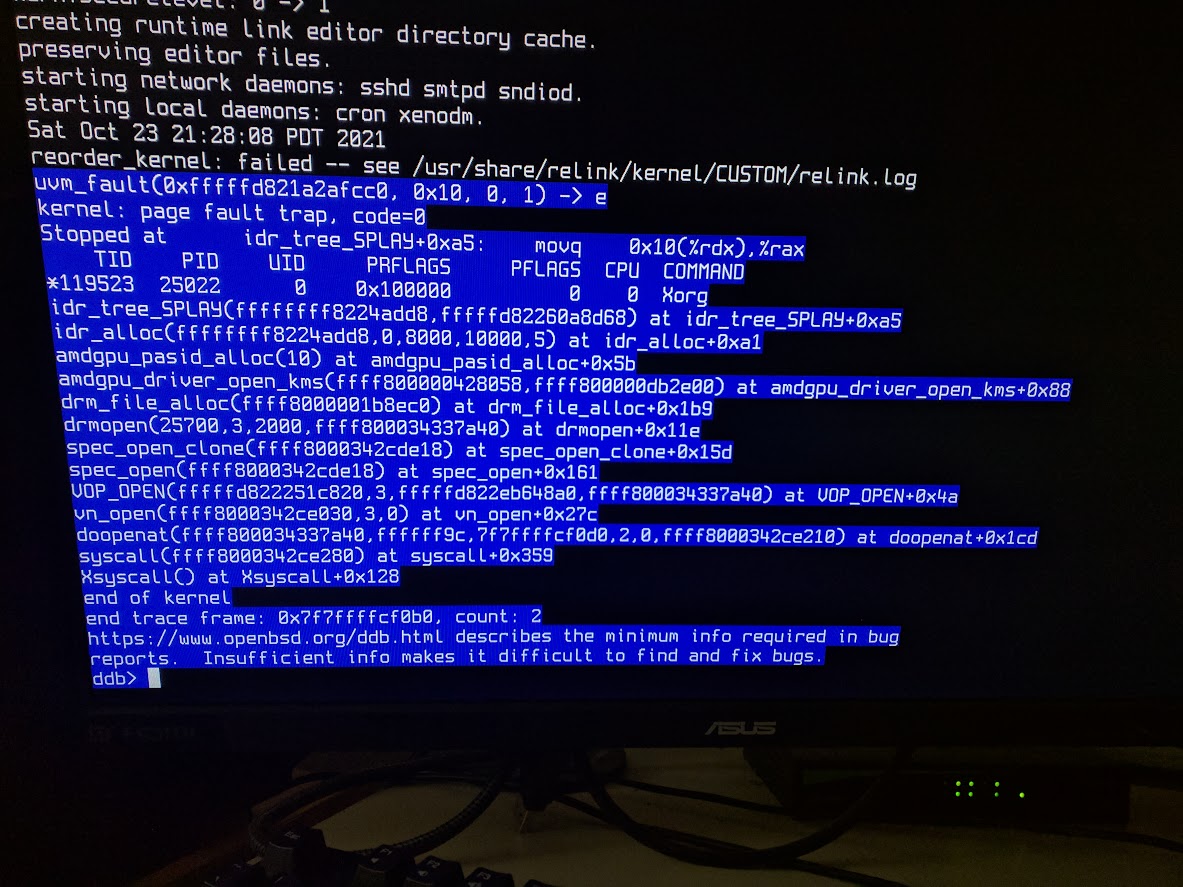 kern.securelevel: 0 -> 1
creating runtime link editor directory cache.
preserving editor files.
starting network daemons: sshd smtpd sndiod.
starting local daemons: cron xenodm.
Sat Oct 23 21:28:08 PDT 2021
reorder_kernel: failed -- see /usr/share/relink/kernel/CUSTOM/relink.log
uvm_fault(0xfffffd821a2afcc0, 0x10, 0, 1) -> e
kernel: page fault trap, code=0
Stopped at idr_tree_SPLAY+0xa5: movq 0x10(%rdx),%rax
TID PID UID PRFLAGS PFLAGS CPU COMMAND
*119523 25022 0 0x100000 0 0 Xorg
idr_tree_SPLAY(ffffffff8224add8,fffffd82260a8d68) at idr_tree_SPLAY+0xa5
idr_alloc(ffffffff8224add8,0,8000,10000,5) at idr_alloc+0xa1
amdgpu_pasid_alloc(10) at amdgpu_pasid_alloc+0x5b
amdgpu_driver_open_kms(ffff800000428058,ffff800000db2e00) at amdgpu_driver_open_kms+0x88
drm_file_alloc(ffff8000001b8ec0) at drm_file_alloc+0x1b9
drmopen(25700,3,2000,ffff800034337a40) at drmopen+0x11e
spec_open_clone(ffff8000342cde18) at spec_open_clone+0x15d
spec_open(ffff8000342cde18) at spec_open+0x161
VOP_OPEN(fffffd822251c820,3,fffffd822eb648a0,ffff800034337a40) at VOP_OPEN+0x4a
vn_open(ffff8000342ce030,3,0) at vn_open+0x27c
doopenat(ffff800034337a40,ffffff9c,7f7ffffcf0d0,2,0,ffff8000342ce210) at doopenat+0x1cd
syscall(ffff8000342ce280) at syscall+0x359
Xsyscall() at Xsyscall+0x128
end of kernel
end trace frame: 0x7f7ffffcf0b0, count: 2
https://www.openbsd.org/ddb.html describes the minimum info required in bug
reports. Insufficient info makes it difficult to find and fix bugs.
ddb>
ASUS